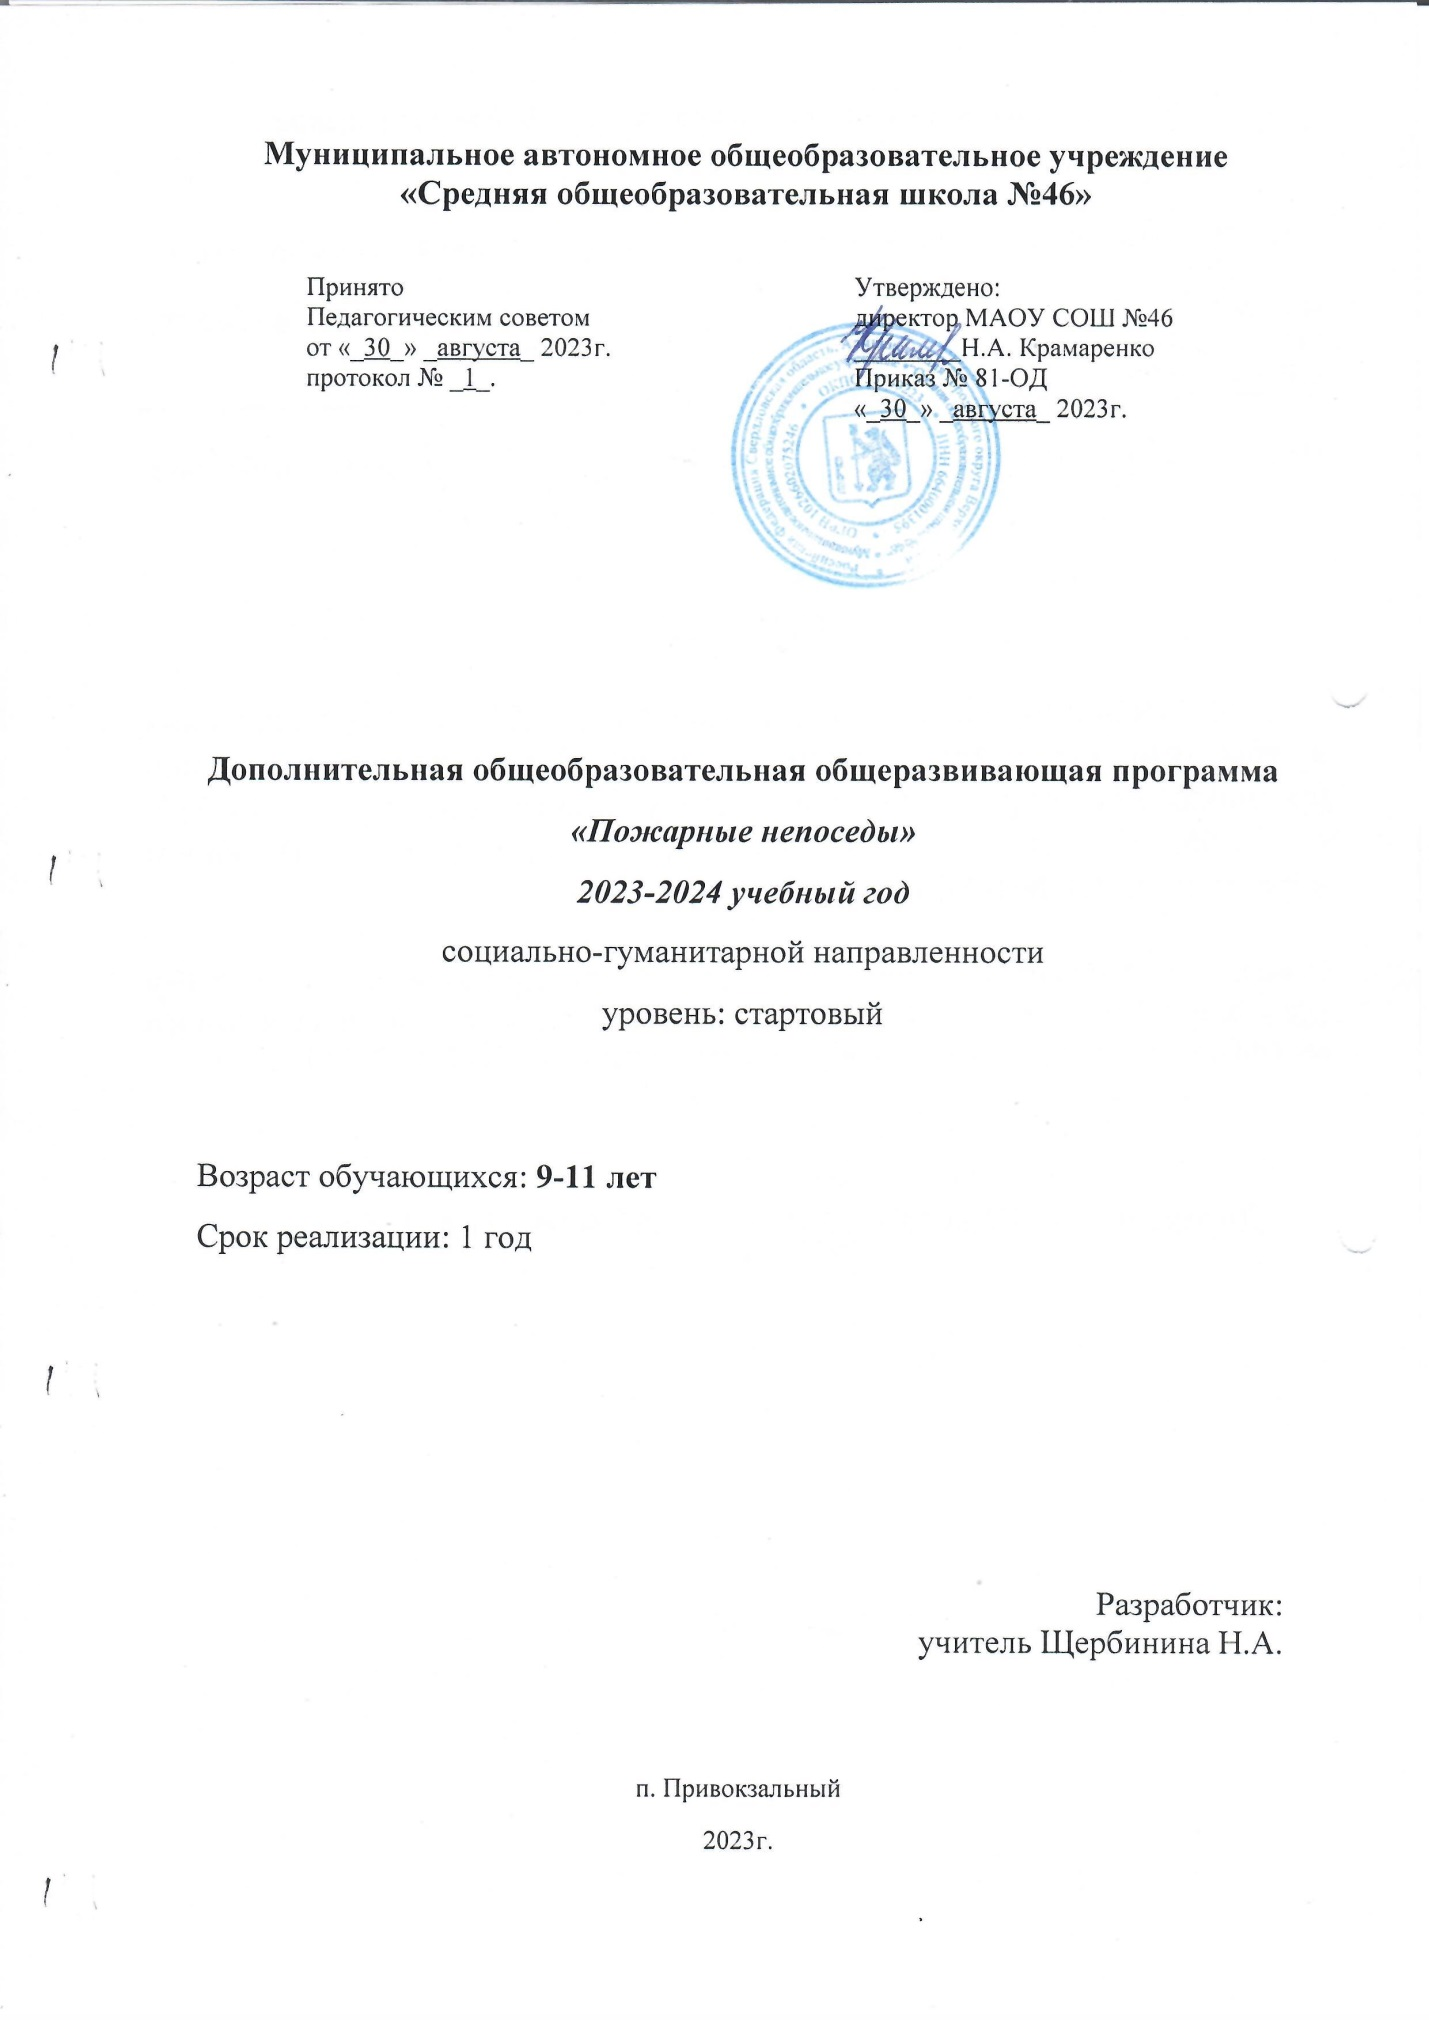 Муниципальное автономное общеобразовательное учреждение
«Средняя общеобразовательная школа №46»
Принято
Педагогическим советом
от «_30_» _августа_ 2023г.
протокол № _1_.
Утверждено:
директор МАОУ СОШ №46
________Н.А. Крамаренко
Приказ № 81-ОД
«_30_» _августа_ 2023г.
Дополнительная общеобразовательная общеразвивающая программа
«Пожарные непоседы»
2023-2024 учебный год
социально-гуманитарной направленности
уровень: стартовый
Возраст обучающихся: 9-11 лет
Срок реализации: 1 год
Разработчик:
учитель Щербинина Н.А.
п. Привокзальный
2023г.